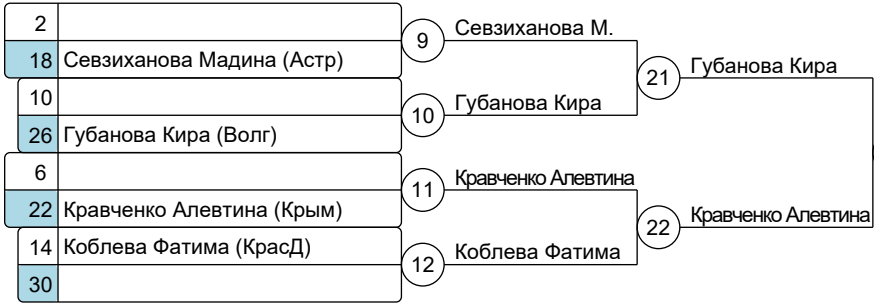 2
18 Севзиханова Мадина (Астр)
10
26 Губанова Кира (Волг)
6
22 Кравченко Алевтина (Крым)
14 Коблева Фатима (КрасД)
30
9 Севзиханова М.
10 Губанова Кира
11 Кравченко Алевтина
12 Коблева Фатима
21 Губанова Кира
22 Кравченко Алевтина